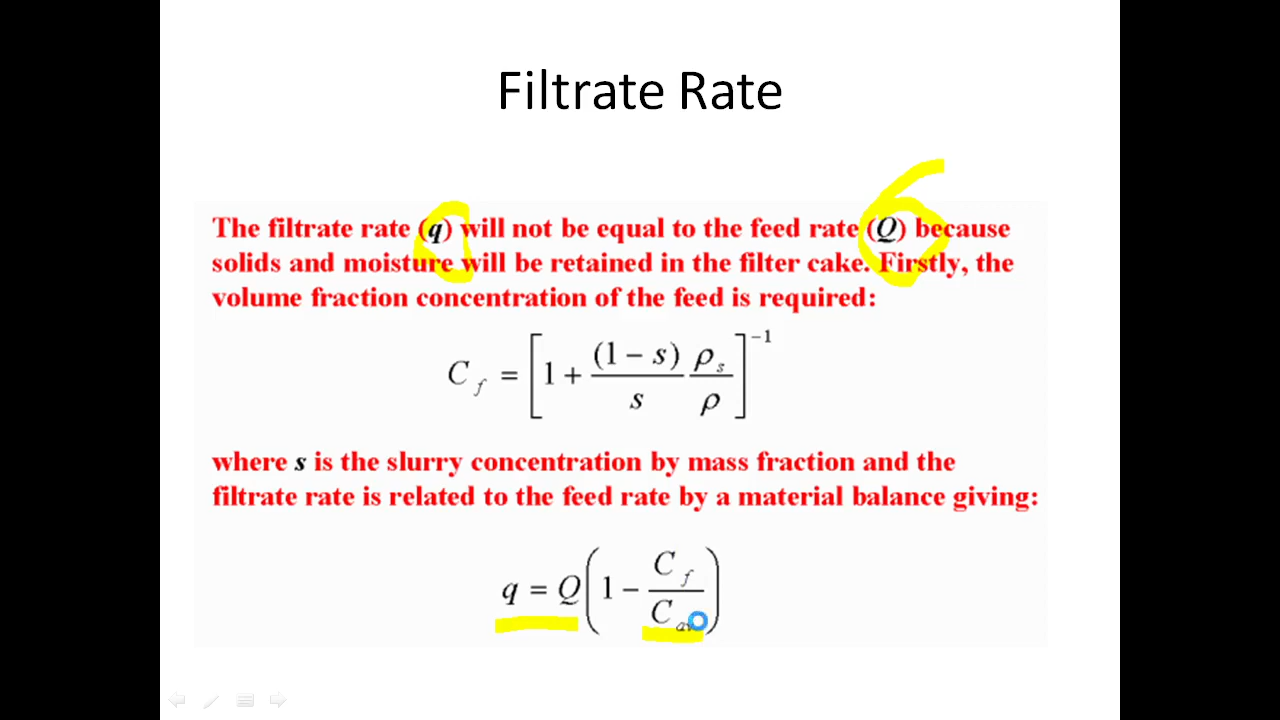 Filtrate Rate
The filtrate rate (q) will not be equal to the feed rate (Q) because
solids and moisture will be retained in the filter cake. Firstly, the
volume fraction concentration of the feed is required:
C_f = [1 + (1 − s)/s ρ_s/ρ]^−1
where s is the slurry concentration by mass fraction and the
filtrate rate is related to the feed rate by a material balance giving:
q = Q(1 − C_f/C_av)